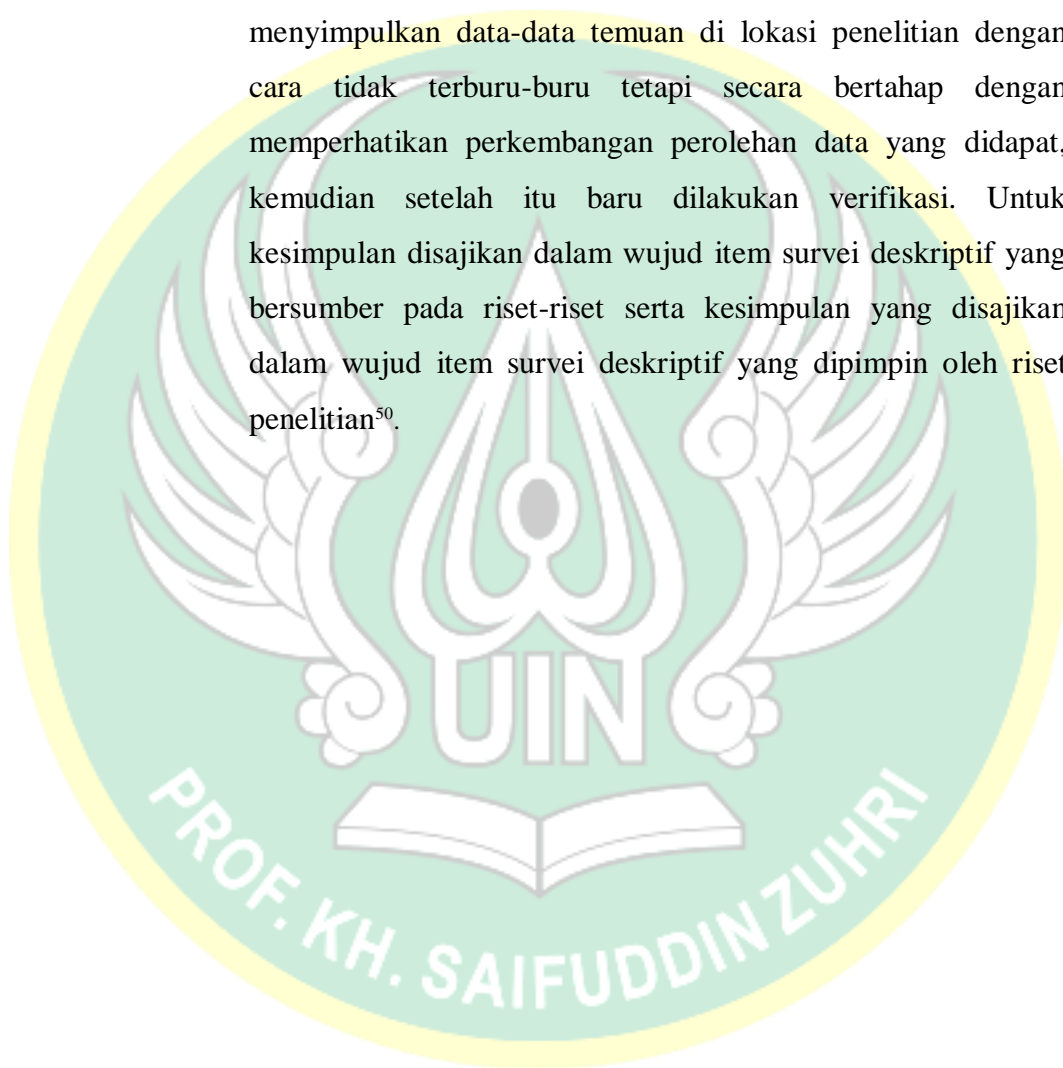 menyimpulkan data-data temuan di lokasi penelitian dengan
cara tidak terburu-buru tetapi secara bertahap dengan
memperhatikan perkembangan perolehan data yang didapat,
kemudian setelah itu baru dilakukan verifikasi. Untuk
kesimpulan disajikan dalam wujud item survei deskriptif yang
bersumber pada riset-riset serta kesimpulan yang disajikan
dalam wujud item survei deskriptif yang dipimpin oleh riset
penelitian⁵⁰.
UIN
PROF. KH. SAIFUDDIN ZUHRI